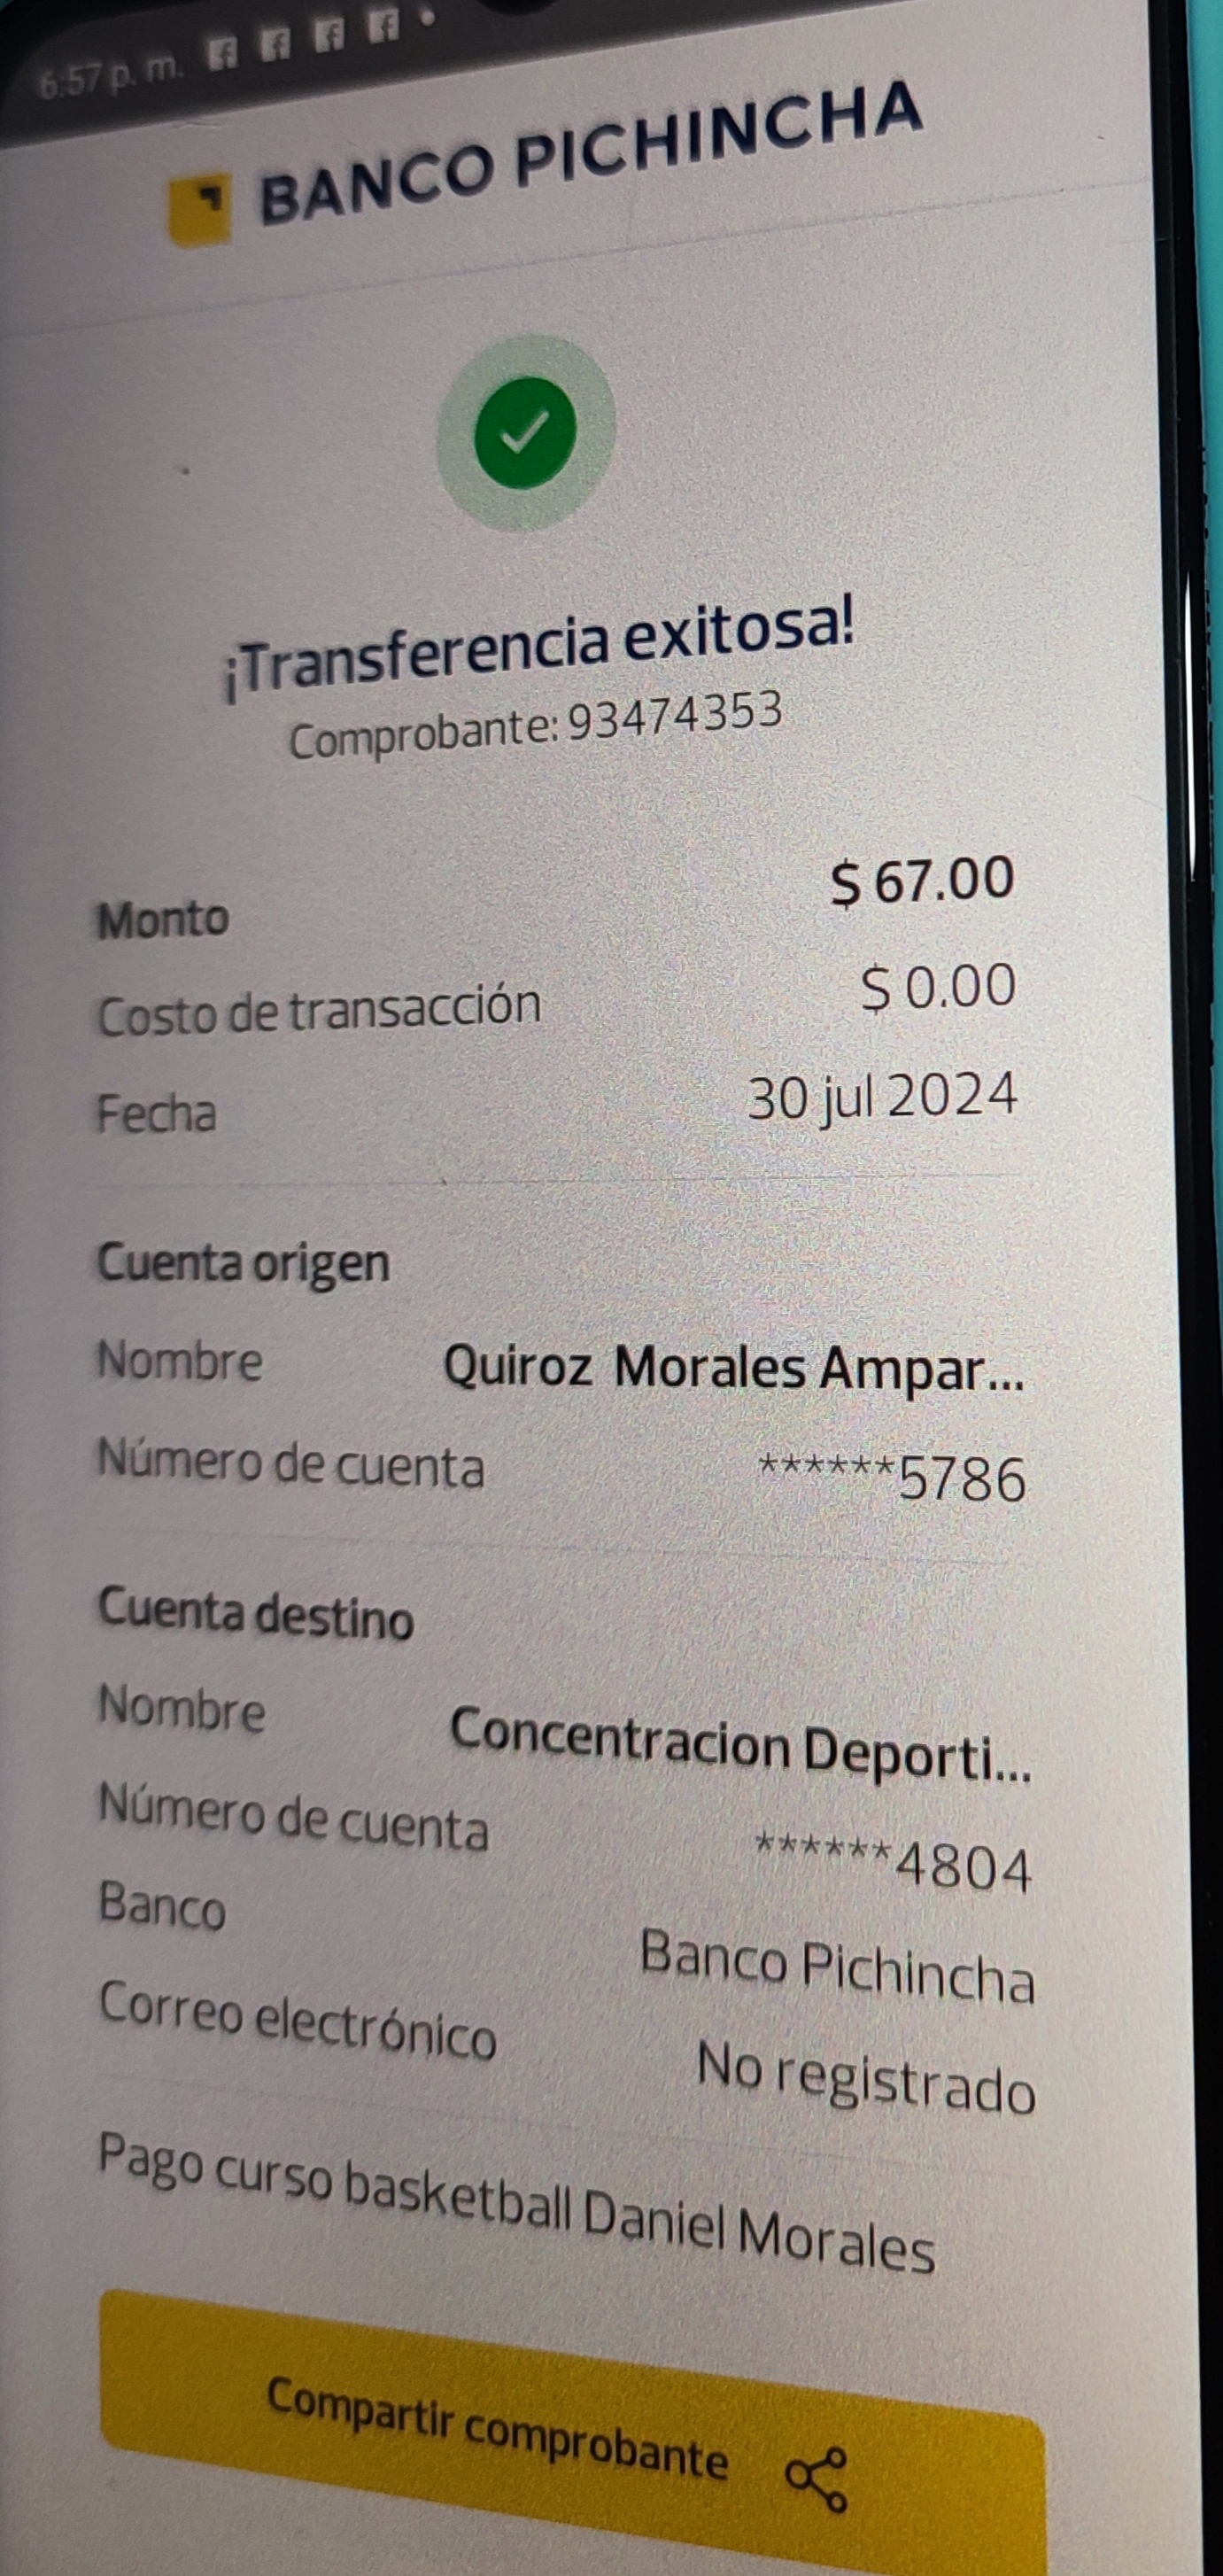 6:57 p. m.
BANCO PICHINCHA
¡Transferencia exitosa!
Comprobante: 93474353
Monto $ 67.00
Costo de transacción $ 0.00
Fecha 30 jul 2024
Cuenta origen
Nombre Quiroz Morales Ampar...
Número de cuenta ******5786
Cuenta destino
Nombre Concentracion Deporti...
Número de cuenta ******4804
Banco Banco Pichincha
Correo electrónico No registrado
Pago curso basketball Daniel Morales
Compartir comprobante